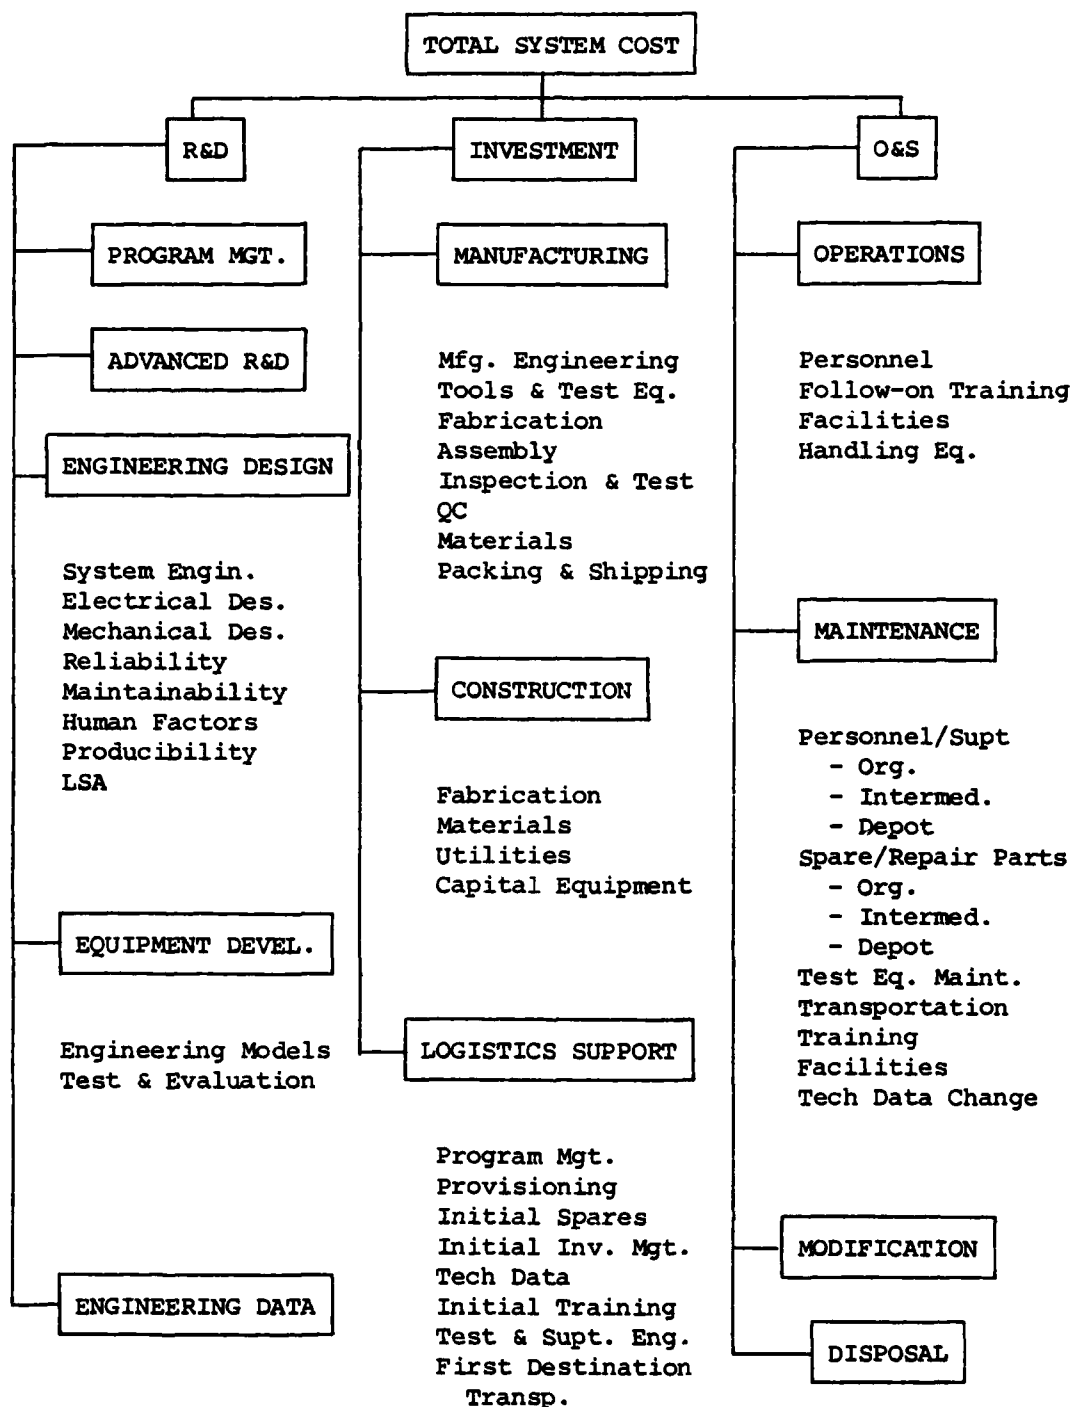 TOTAL SYSTEM COST
R&D
PROGRAM MGT.
ADVANCED R&D
ENGINEERING DESIGN
System Engin.
Electrical Des.
Mechanical Des.
Reliability
Maintainability
Human Factors
Producibility
LSA
EQUIPMENT DEVEL.
Engineering Models
Test & Evaluation
ENGINEERING DATA
INVESTMENT
MANUFACTURING
Mfg. Engineering
Tools & Test Eq.
Fabrication
Assembly
Inspection & Test
QC
Materials
Packing & Shipping
CONSTRUCTION
Fabrication
Materials
Utilities
Capital Equipment
LOGISTICS SUPPORT
Program Mgt.
Provisioning
Initial Spares
Initial Inv. Mgt.
Tech Data
Initial Training
Test & Supt. Eng.
First Destination
Transp.
O&S
OPERATIONS
Personnel
Follow-on Training
Facilities
Handling Eq.
MAINTENANCE
Personnel/Supt
- Org.
- Intermed.
- Depot
Spare/Repair Parts
- Org.
- Intermed.
- Depot
Test Eq. Maint.
Transportation
Training
Facilities
Tech Data Change
MODIFICATION
DISPOSAL